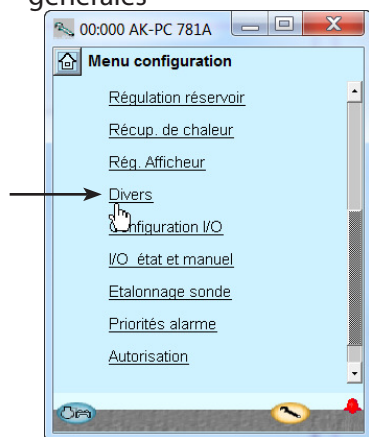 générales
00:000 AK-PC 781A
Menu configuration
Régulation réservoir
Récup. de chaleur
Rég. Afficheur
Divers
Configuration I/O
I/O état et manuel
Etalonnage sonde
Priorités alarme
Autorisation